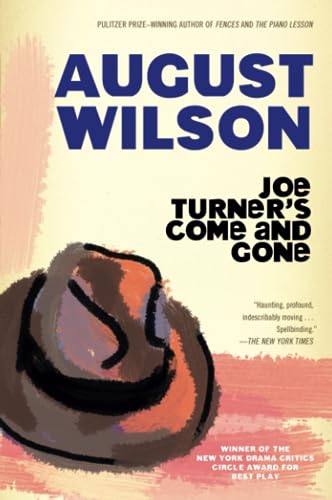 PULITZER PRIZE–WINNING AUTHOR OF FENCES AND THE PIANO LESSON
AUGUST
WILSON
JOE
TURNER'S
COME AND
GONE
"Haunting, profound,
indescribably moving . . .
Spellbinding."
—THE NEW YORK TIMES
WINNER OF THE
NEW YORK DRAMA CRITICS
CIRCLE AWARD FOR
BEST PLAY